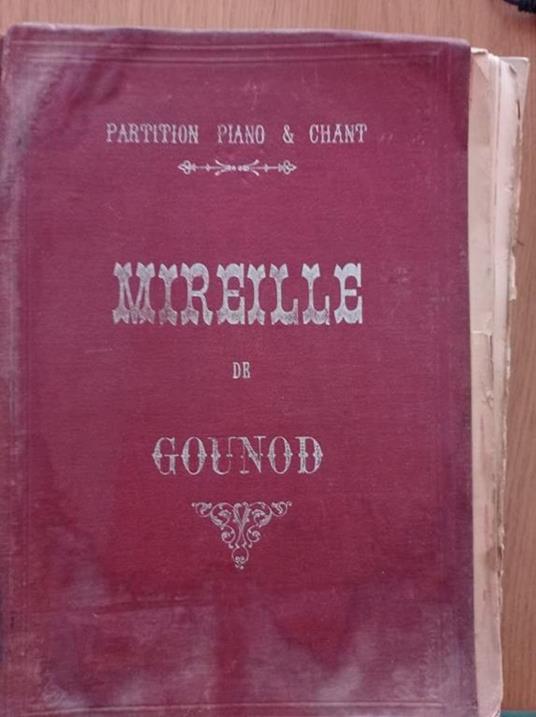 PARTITION PIANO & CHANT
MIREILLE
DE
GOUNOD